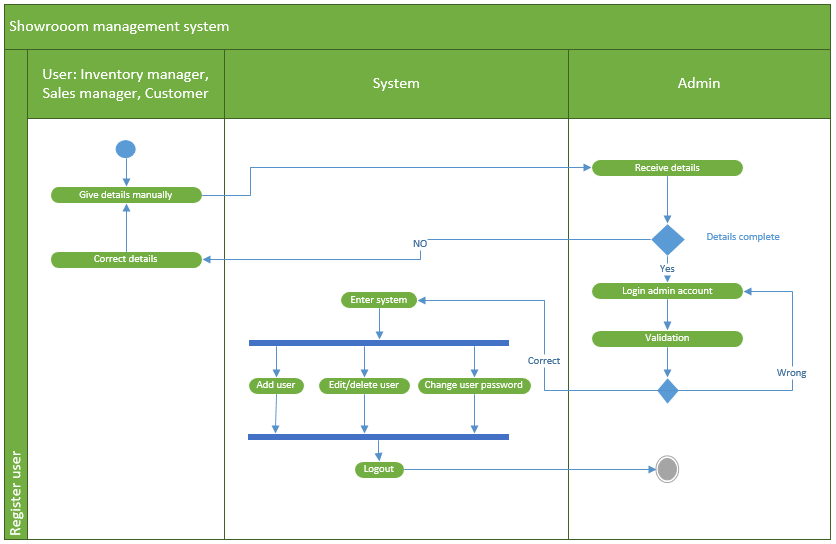 Showrooom management system
User: Inventory manager,
Sales manager, Customer
System
Admin
Register user
Give details manually
Receive details
NO
Details complete
Correct details
Yes
Enter system
Login admin account
Validation
Correct
Wrong
Add user
Edit/delete user
Change user password
Logout